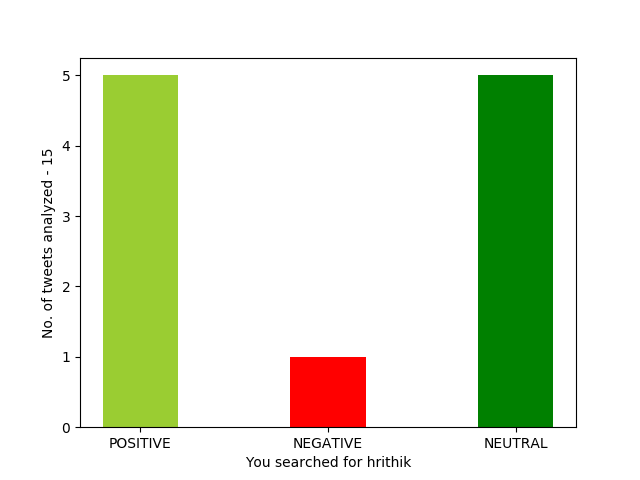 5
4
3
2
1
0
No. of tweets analyzed - 15
POSITIVE NEGATIVE NEUTRAL
You searched for hrithik